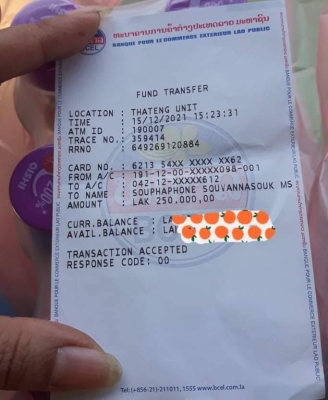 ທະນາຄານການຄ້າຕ່າງປະເທດລາວ ມະຫາຊົນ
BCEL
BANQUE POUR LE COMMERCE EXTERIEUR LAO PUBLIC
FUND TRANSFER
LOCATION : THATENG UNIT
TIME : 15/12/2021 15:23:31
ATM ID : 190007
TRACE NO.: 359414
RRNO : 649269120884
CARD NO. : 6213 54XX XXXX XX62
FROM A/C : 191-12-00-XXXXX098-001
TO A/C : 042-12-XXXXX612
TO NAME : SOUPHAPHONE SOUVANNASOUK MS
AMOUNT : LAK 250.000,00
CURR.BALANCE :
AVAIL.BALANCE :
TRANSACTION ACCEPTED
RESPONSE CODE: 00
Tel: (+856-21)-211011, 1555 www.bcel.com.la